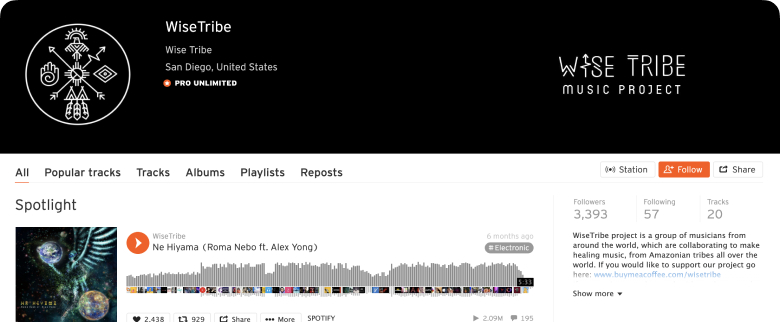 WiseTribe
Wise Tribe
San Diego, United States
PRO UNLIMITED
WISE TRIBE
MUSIC PROJECT
All Popular tracks Tracks Albums Playlists Reposts
Station Follow Share
Spotlight
WiseTribe
6 months ago
Ne Hiyama (Roma Nebo ft. Alex Yong)
# Electronic
5:33
2,438 929 Share More SPOTIFY
2.09M 195
Followers Following Tracks
3,393 57 20
WiseTribe project is a group of musicians from
around the world, which are collaborating to make
healing music, from Amazonian tribes all over the
world. If you would like to support our project go
here: www.buymeacoffee.com/wisetribe
Show more